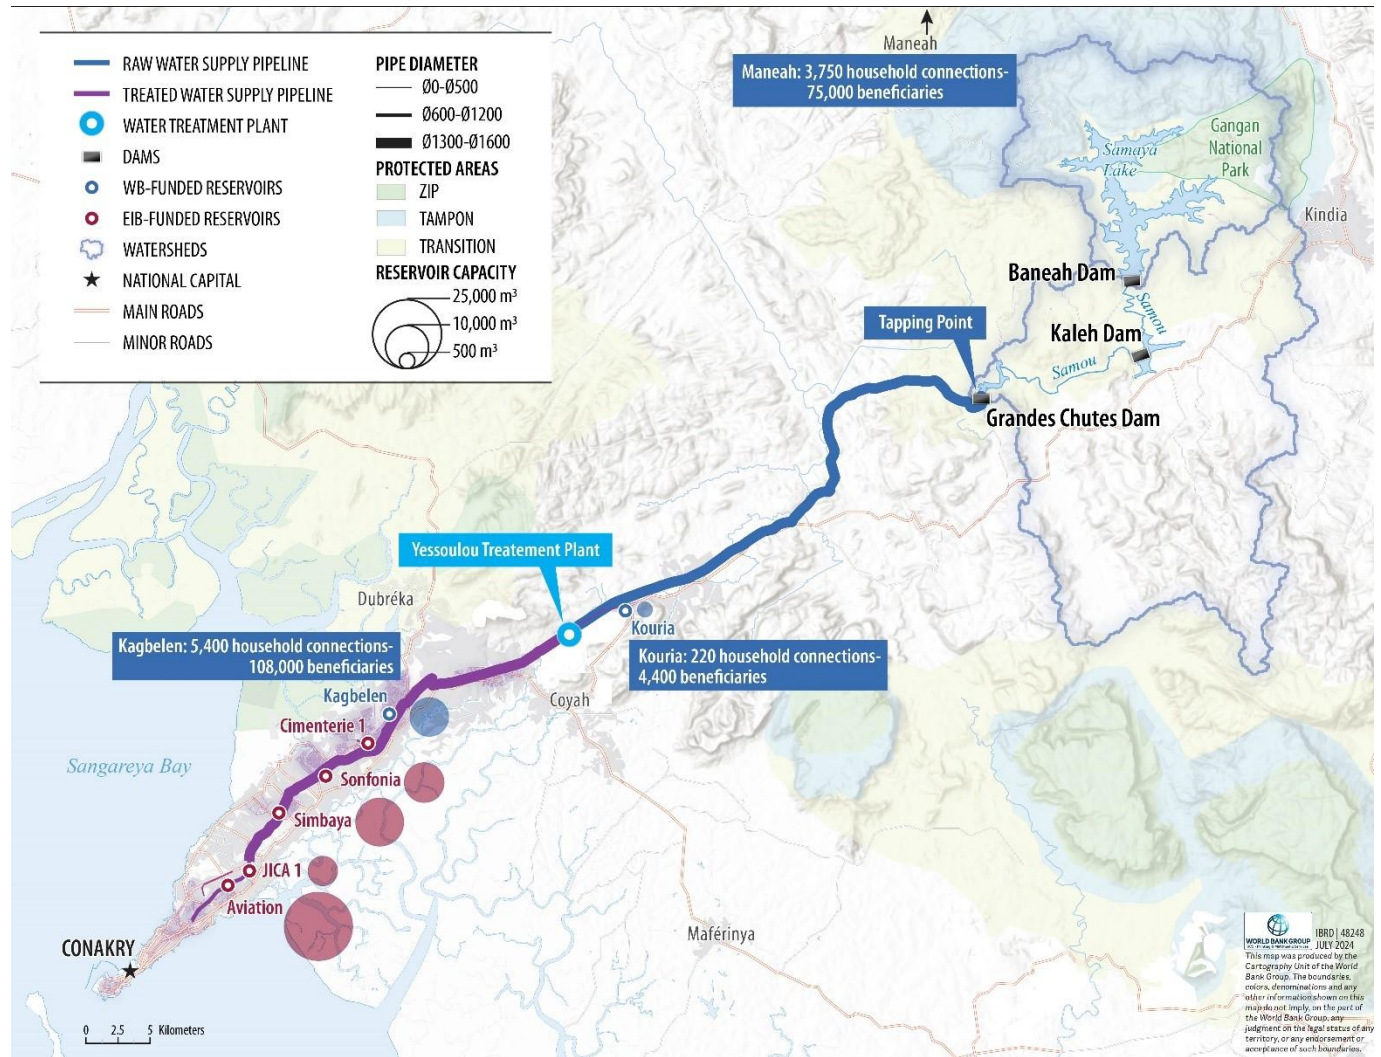 RAW WATER SUPPLY PIPELINE
TREATED WATER SUPPLY PIPELINE
WATER TREATMENT PLANT
DAMS
WB-FUNDED RESERVOIRS
EIB-FUNDED RESERVOIRS
WATERSHEDS
NATIONAL CAPITAL
MAIN ROADS
MINOR ROADS
PIPE DIAMETER
Ø0-Ø500
Ø600-Ø1200
Ø1300-Ø1600
PROTECTED AREAS
ZIP
TAMPON
TRANSITION
RESERVOIR CAPACITY
25,000 m³
10,000 m³
500 m³
Maneah
Maneah: 3,750 household connections-
75,000 beneficiaries
Samaya
Lake
Gangan
National
Park
Kindia
Baneah Dam
Samou
Kaleh Dam
Samou
Tapping Point
Grandes Chutes Dam
Yessoulou Treatement Plant
Dubréka
Kouria
Kagbelen: 5,400 household connections-
108,000 beneficiaries
Kouria: 220 household connections-
4,400 beneficiaries
Kagbelen
Coyah
Cimenterie 1
Sangareya Bay
Sonfonia
Simbaya
JICA 1
Aviation
CONAKRY
Maférinya
0 2.5 5 Kilometers
WORLD BANK GROUP
IBRD | 48248
JULY 2024
This map was produced by the
Cartography Unit of the World
Bank Group. The boundaries,
colors, denominations and any
other information shown on this
map do not imply, on the part of
the World Bank Group, any
judgment on the legal status of any
territory, or any endorsement or
acceptance of such boundaries.